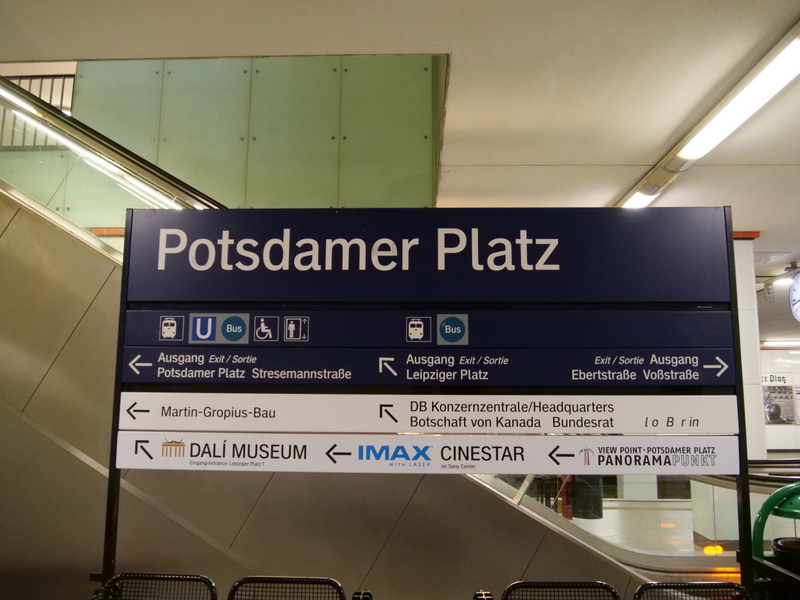 Potsdamer Platz
U Bus
Bus
Ausgang Exit / Sortie
Potsdamer Platz Stresemannstraße
Ausgang Exit / Sortie
Leipziger Platz
Exit / Sortie Ausgang
Ebertstraße Voßstraße
Martin-Gropius-Bau
DB Konzernzentrale/Headquarters
Botschaft von Kanada Bundesrat
l o B r in
DALÍ MUSEUM
Eingang/entrance: Leipziger Platz 7
IMAX
WITH LASER
CINESTAR
im Sony Center
VIEW POINT · POTSDAMER PLATZ
PANORAMAPUNKT